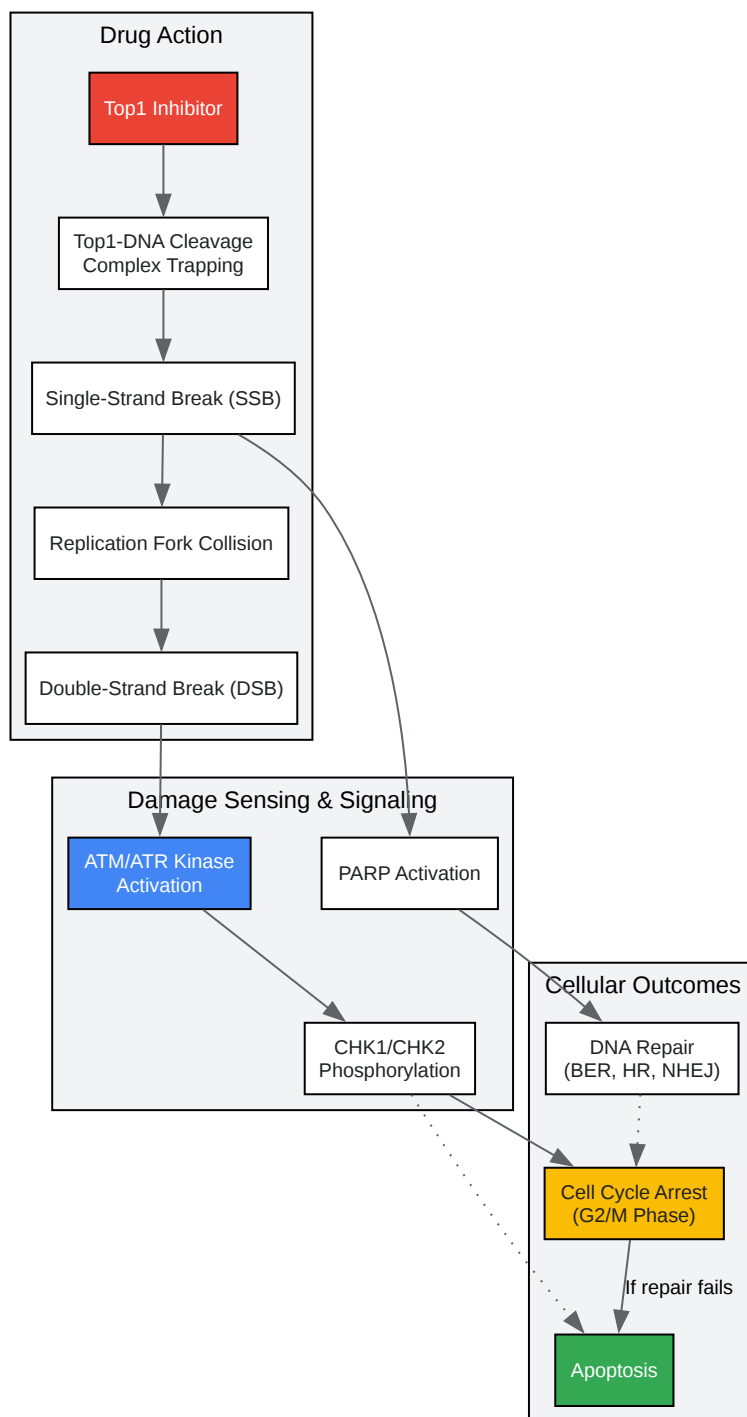 Drug Action
Top1 Inhibitor
Top1-DNA Cleavage
Complex Trapping
Single-Strand Break (SSB)
Replication Fork Collision
Double-Strand Break (DSB)
Damage Sensing & Signaling
ATM/ATR Kinase
Activation
PARP Activation
CHK1/CHK2
Phosphorylation
Cellular Outcomes
DNA Repair
(BER, HR, NHEJ)
Cell Cycle Arrest
(G2/M Phase)
If repair fails
Apoptosis